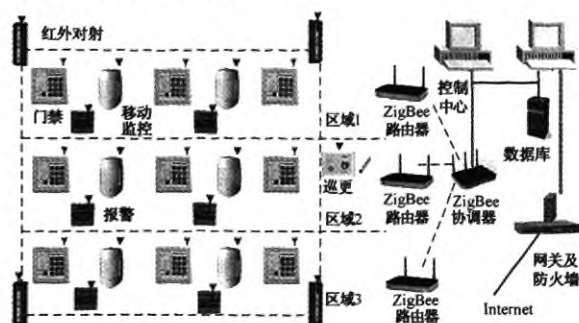 红外对射
门禁
移动
监控
区域1
报警
巡更
区域2
区域3
ZigBee
路由器
ZigBee
路由器
ZigBee
路由器
控制
中心
ZigBee
协调器
数据库
网关及
防火墙
Internet